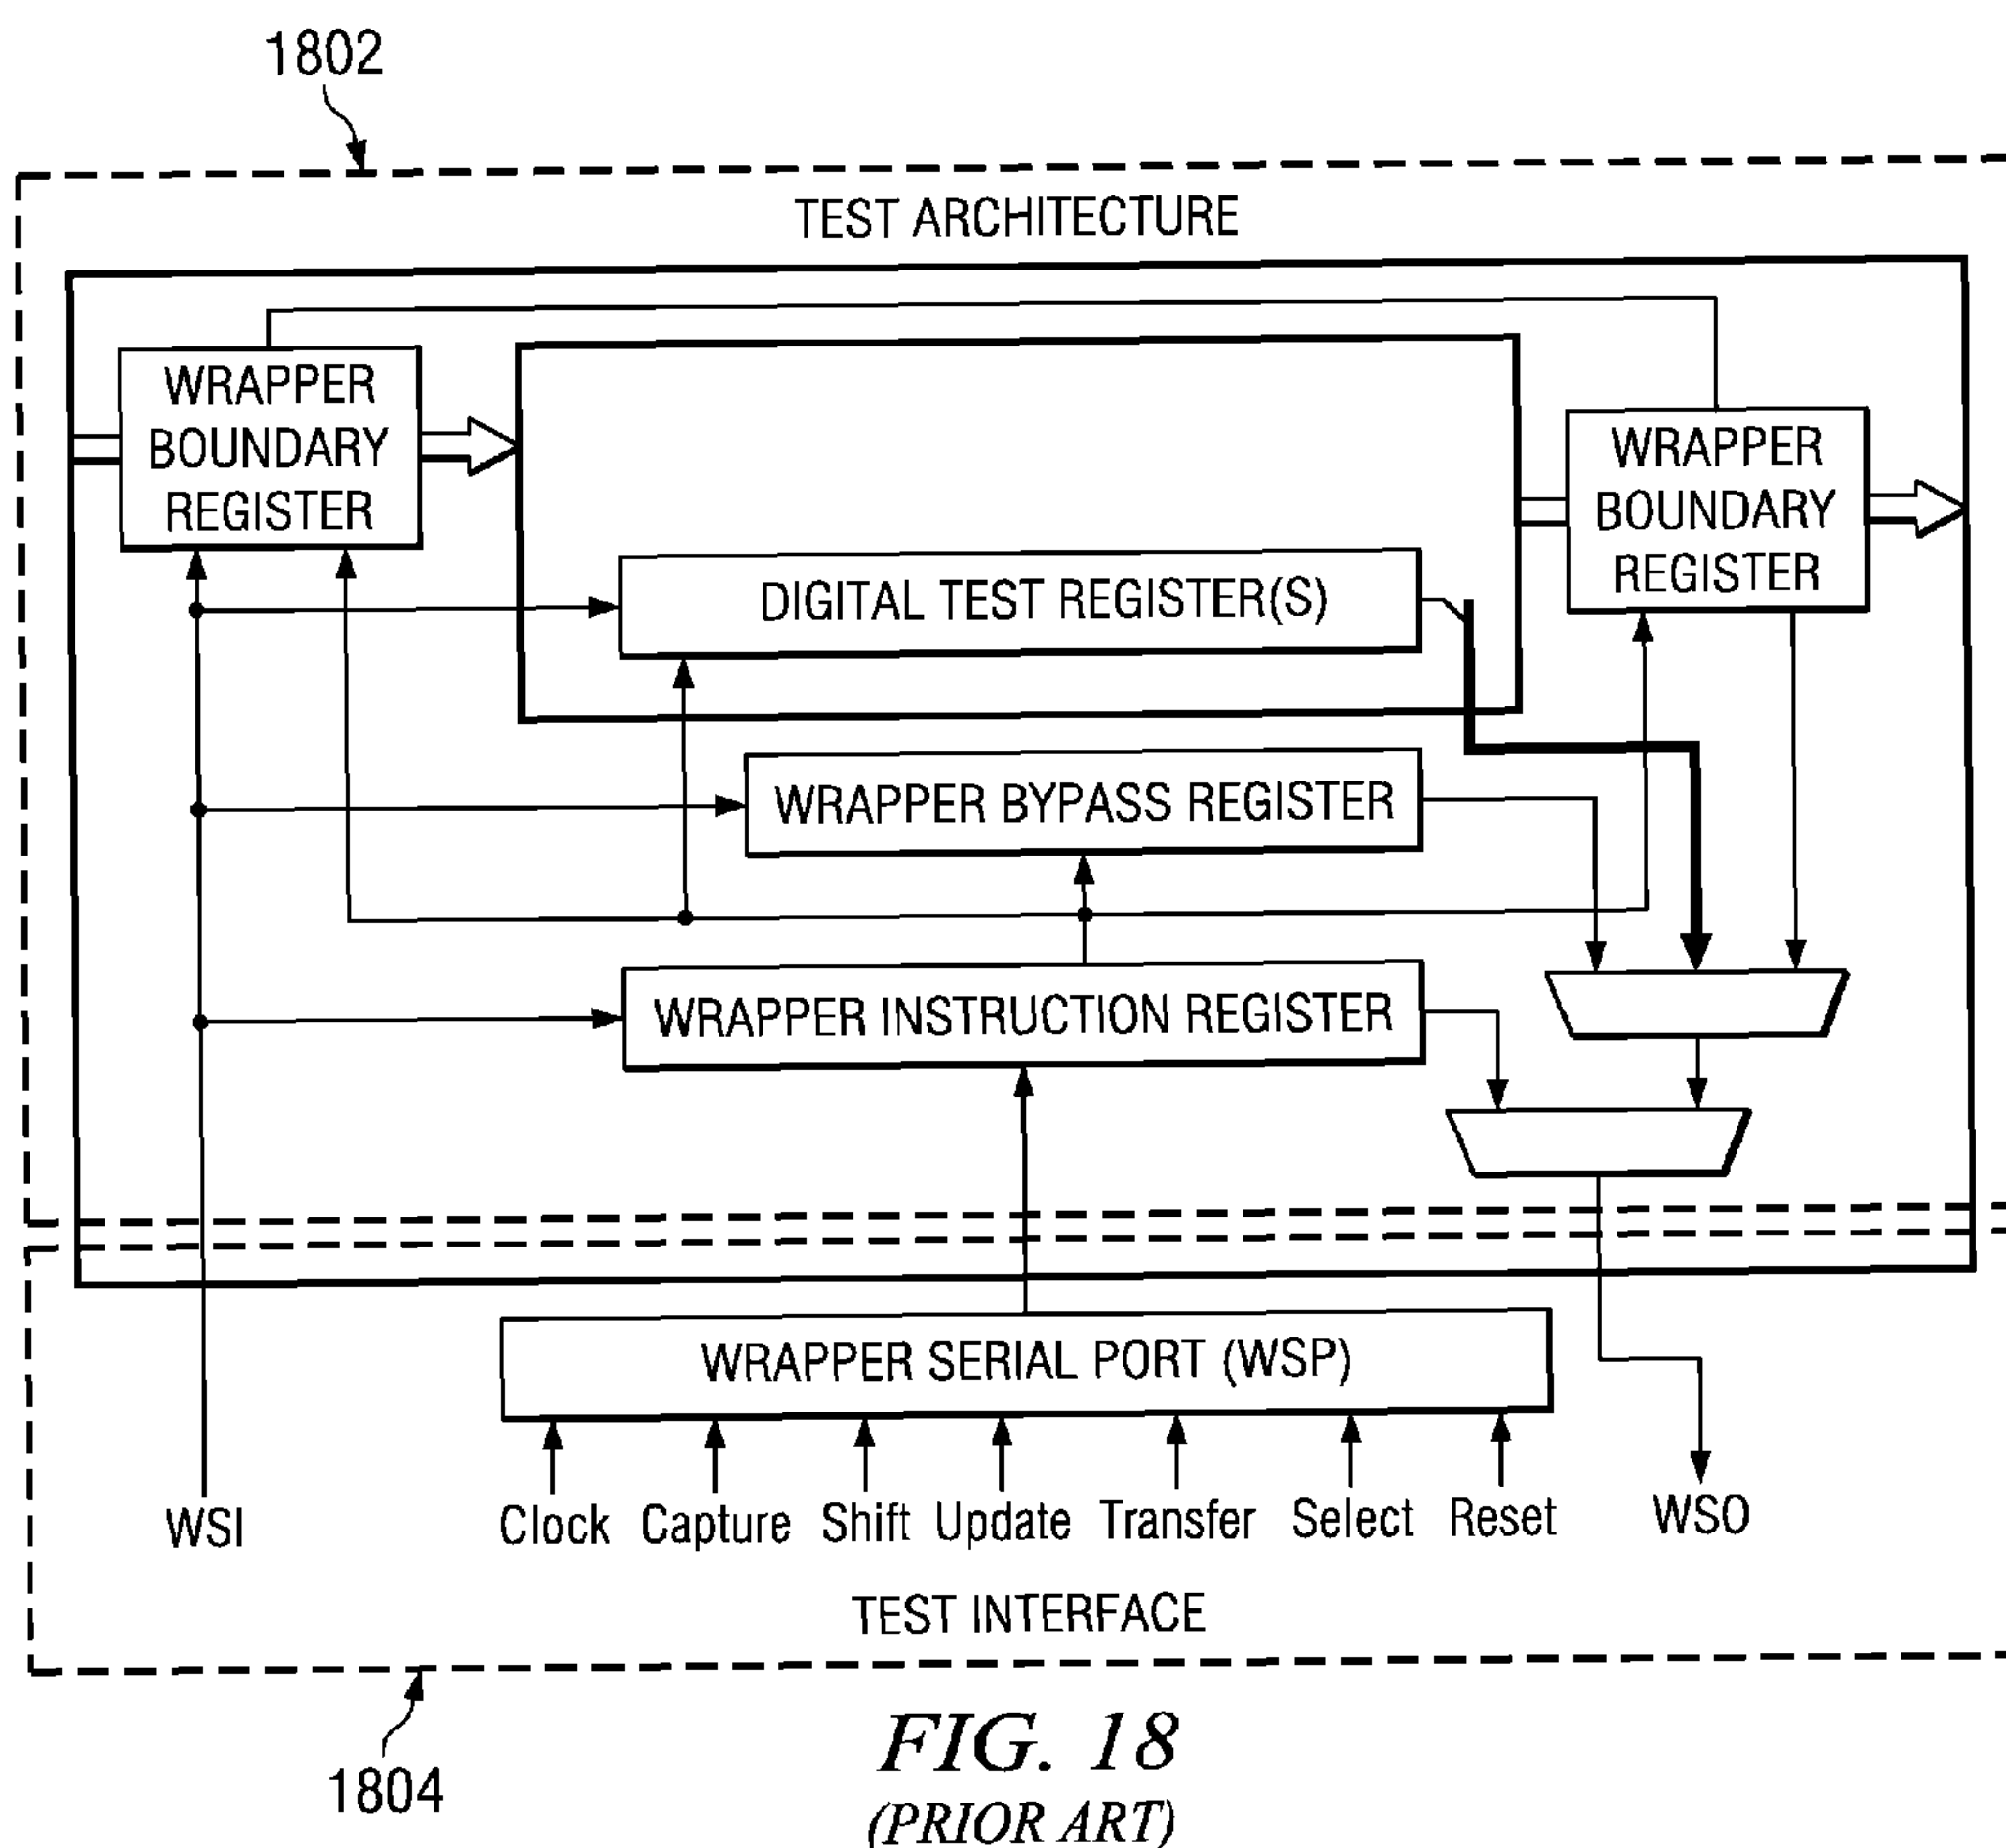 1802
TEST ARCHITECTURE
WRAPPER
BOUNDARY
REGISTER
WRAPPER
BOUNDARY
REGISTER
DIGITAL TEST REGISTER(S)
WRAPPER BYPASS REGISTER
WRAPPER INSTRUCTION REGISTER
WRAPPER SERIAL PORT (WSP)
WSI
Clock
Capture
Shift
Update
Transfer
Select
Reset
WSO
TEST INTERFACE
1804
FIG. 18
(PRIOR ART)